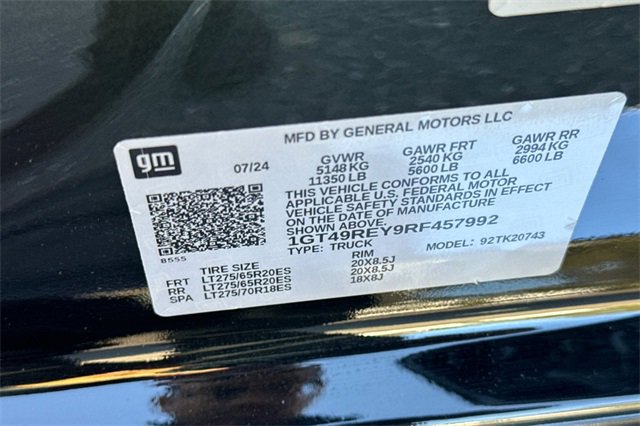 MFD BY GENERAL MOTORS LLC
gm
07/24
GVWR GAWR FRT GAWR RR
5148 KG 2540 KG 2994 KG
11350 LB 5600 LB 6600 LB
THIS VEHICLE CONFORMS TO ALL
APPLICABLE U.S. FEDERAL MOTOR
VEHICLE SAFETY STANDARDS IN EFFECT
ON THE DATE OF MANUFACTURE
SHOWN ABOVE.
1GT49REY9RF457992
TYPE: TRUCK MODEL: 92TK20743
8555
TIRE SIZE RIM
FRT LT275/65R20ES 20X8.5J
RR LT275/65R20ES 20X8.5J
SPA LT275/70R18ES 18X8J